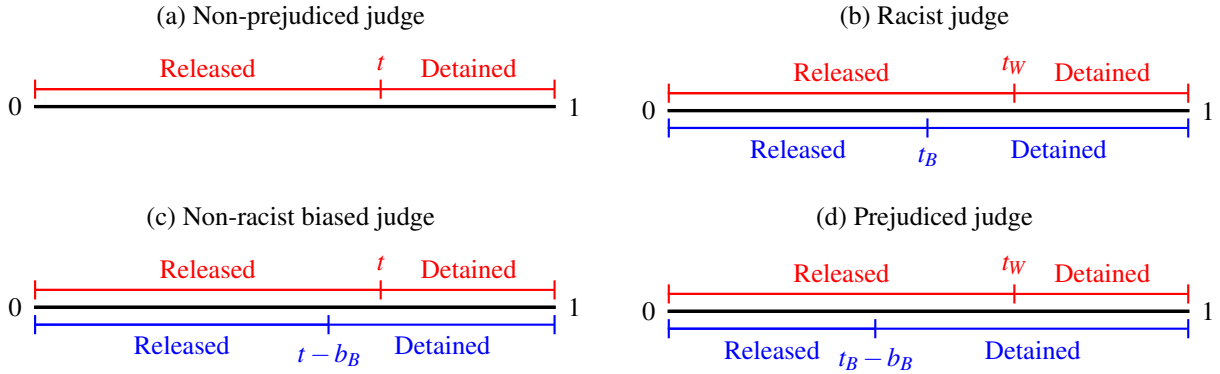 (a) Non-prejudiced judge
Released t Detained
0 1
(b) Racist judge
Released t_W Detained
0 1
Released t_B Detained
(c) Non-racist biased judge
Released t Detained
0 1
Released t − b_B Detained
(d) Prejudiced judge
Released t_W Detained
0 1
Released t_B − b_B Detained